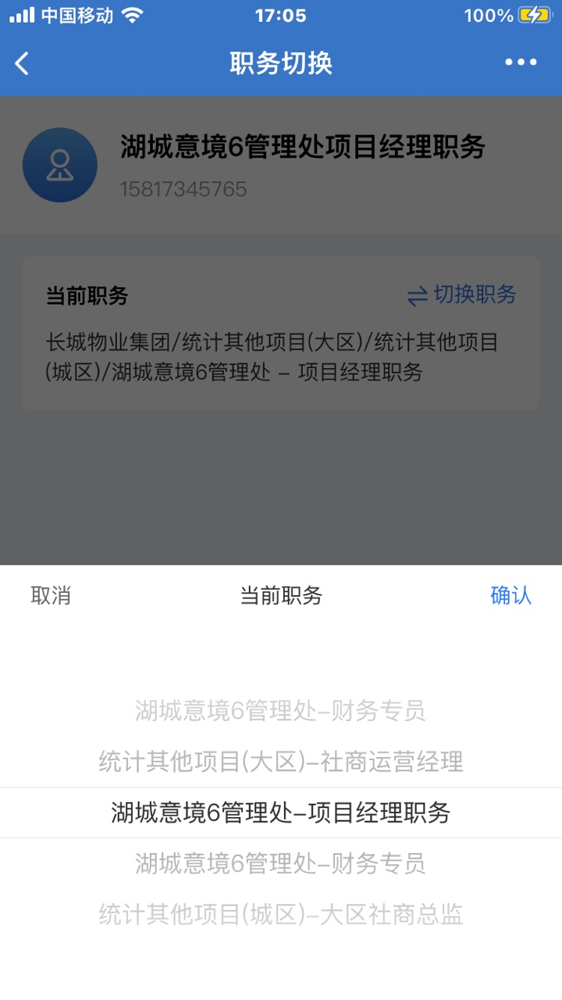 中国移动
17:05
100%
职务切换
湖城意境6管理处项目经理职务
15817345765
当前职务
切换职务
长城物业集团/统计其他项目(大区)/统计其他项目
(城区)/湖城意境6管理处 – 项目经理职务
取消
当前职务
确认
湖城意境6管理处–财务专员
统计其他项目(大区)–社商运营经理
湖城意境6管理处–项目经理职务
湖城意境6管理处–财务专员
统计其他项目(城区)–大区社商总监